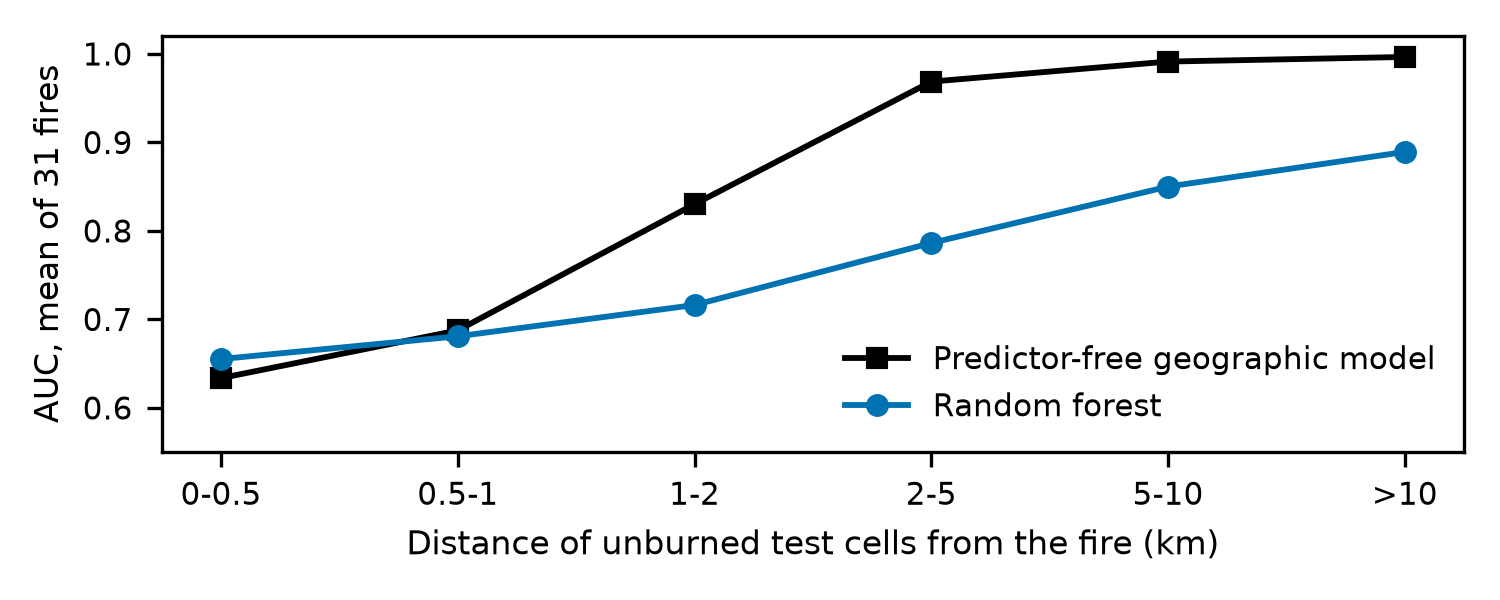 AUC, mean of 31 fires
1.0
0.9
0.8
0.7
0.6
Predictor-free geographic model
Random forest
0-0.5 0.5-1 1-2 2-5 5-10 >10
Distance of unburned test cells from the fire (km)